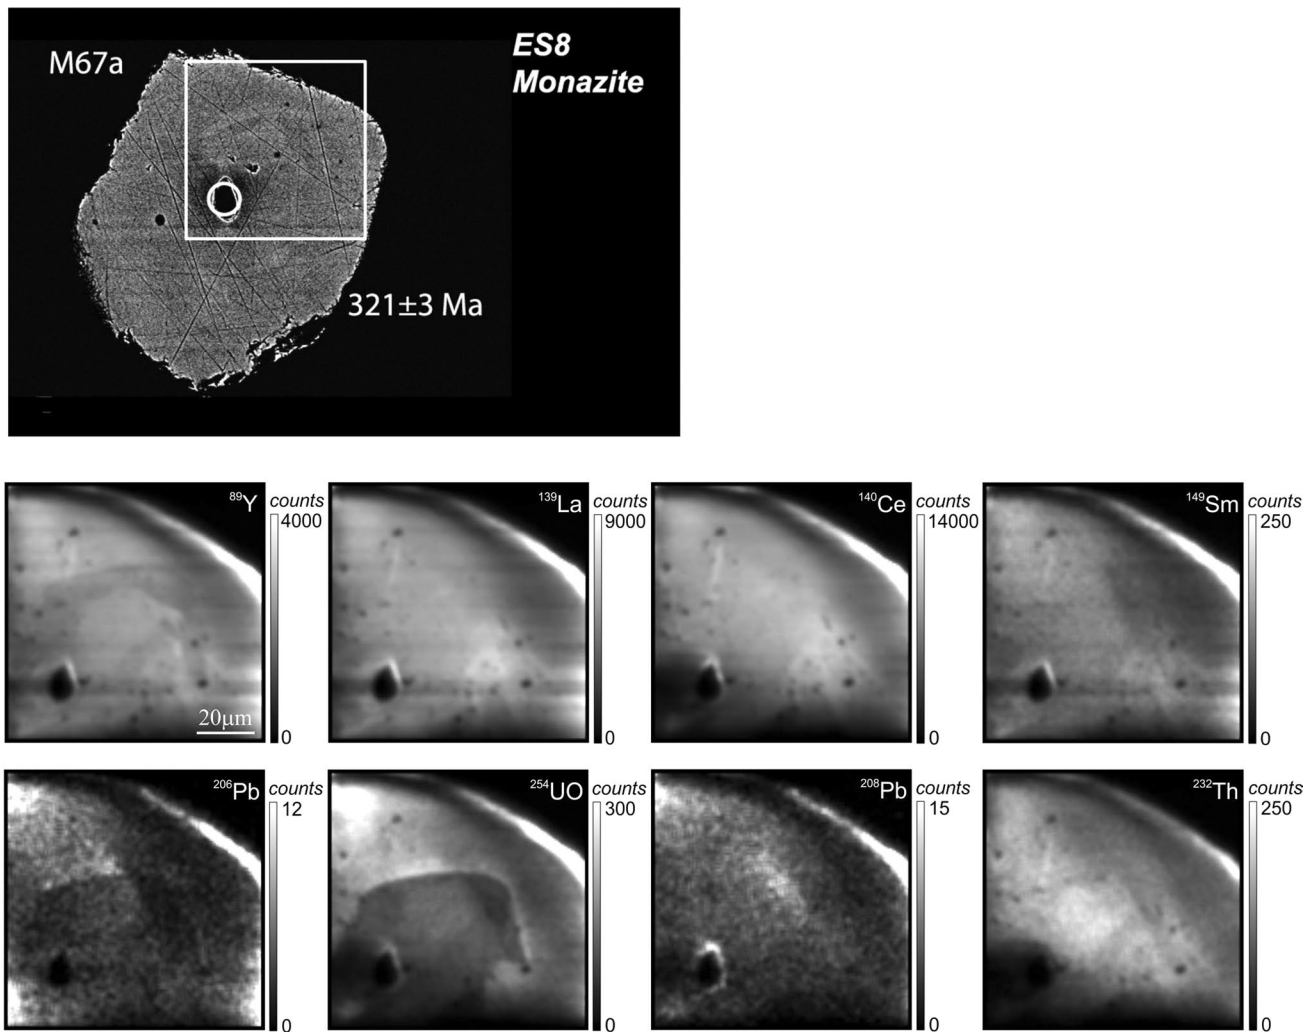 M67a
ES8
Monazite
321±3 Ma
⁸⁹Y
counts
4000
0
20μm
¹³⁹La
counts
9000
0
¹⁴⁰Ce
counts
14000
0
¹⁴⁹Sm
counts
250
0
²⁰⁶Pb
counts
12
0
²⁵⁴UO
counts
300
0
²⁰⁸Pb
counts
15
0
²³²Th
counts
250
0